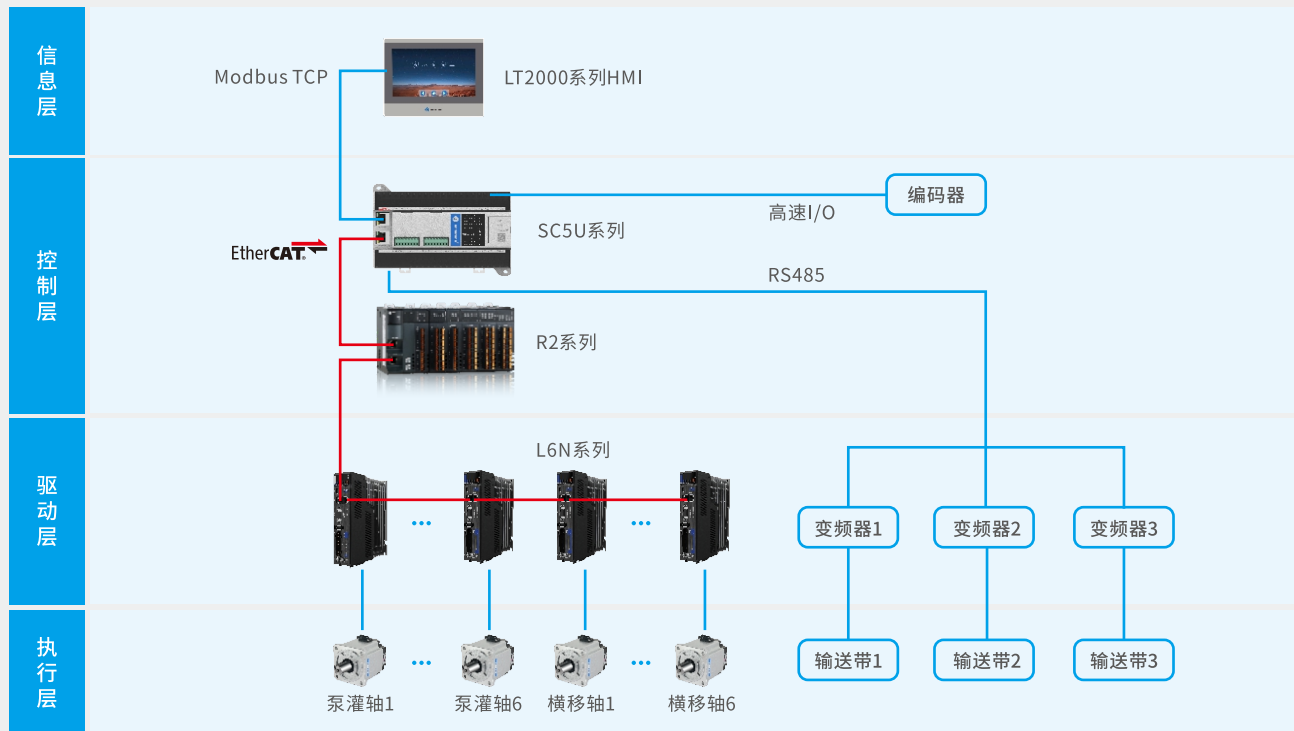 信息层
Modbus TCP
LT2000系列HMI
控制层
编码器
高速I/O
SC5U系列
EtherCAT
RS485
R2系列
驱动层
L6N系列
...
...
变频器1
变频器2
变频器3
执行层
...
...
输送带1
输送带2
输送带3
泵灌轴1
泵灌轴6
横移轴1
横移轴6